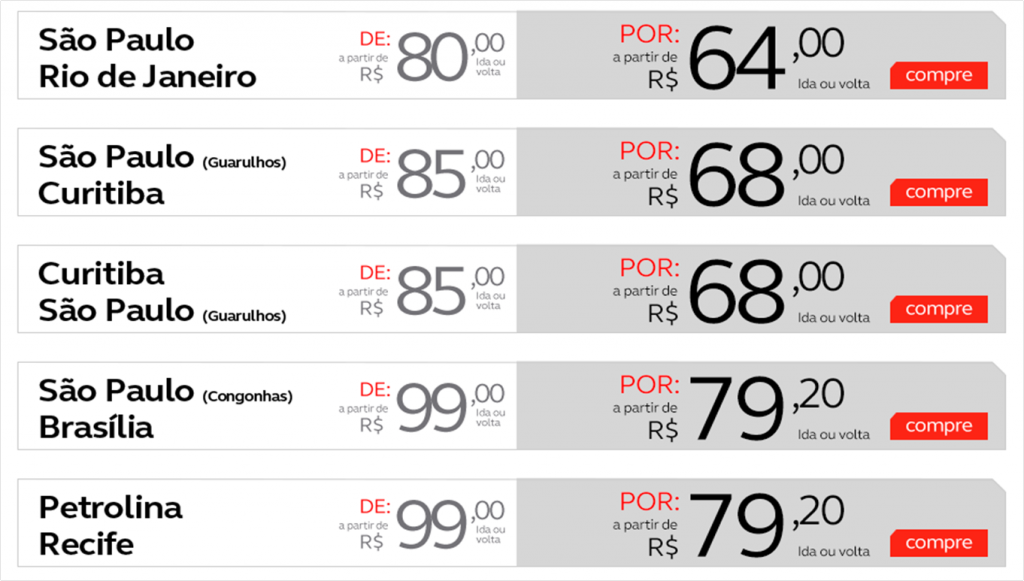 São Paulo
Rio de Janeiro
DE:
a partir de
R$ 80,00
Ida ou
volta
POR:
a partir de
R$ 64,00
Ida ou volta
compre
São Paulo (Guarulhos)
Curitiba
DE:
a partir de
R$ 85,00
Ida ou
volta
POR:
a partir de
R$ 68,00
Ida ou volta
compre
Curitiba
São Paulo (Guarulhos)
DE:
a partir de
R$ 85,00
Ida ou
volta
POR:
a partir de
R$ 68,00
Ida ou volta
compre
São Paulo (Congonhas)
Brasília
DE:
a partir de
R$ 99,00
Ida ou
volta
POR:
a partir de
R$ 79,20
Ida ou volta
compre
Petrolina
Recife
DE:
a partir de
R$ 99,00
Ida ou
volta
POR:
a partir de
R$ 79,20
Ida ou volta
compre